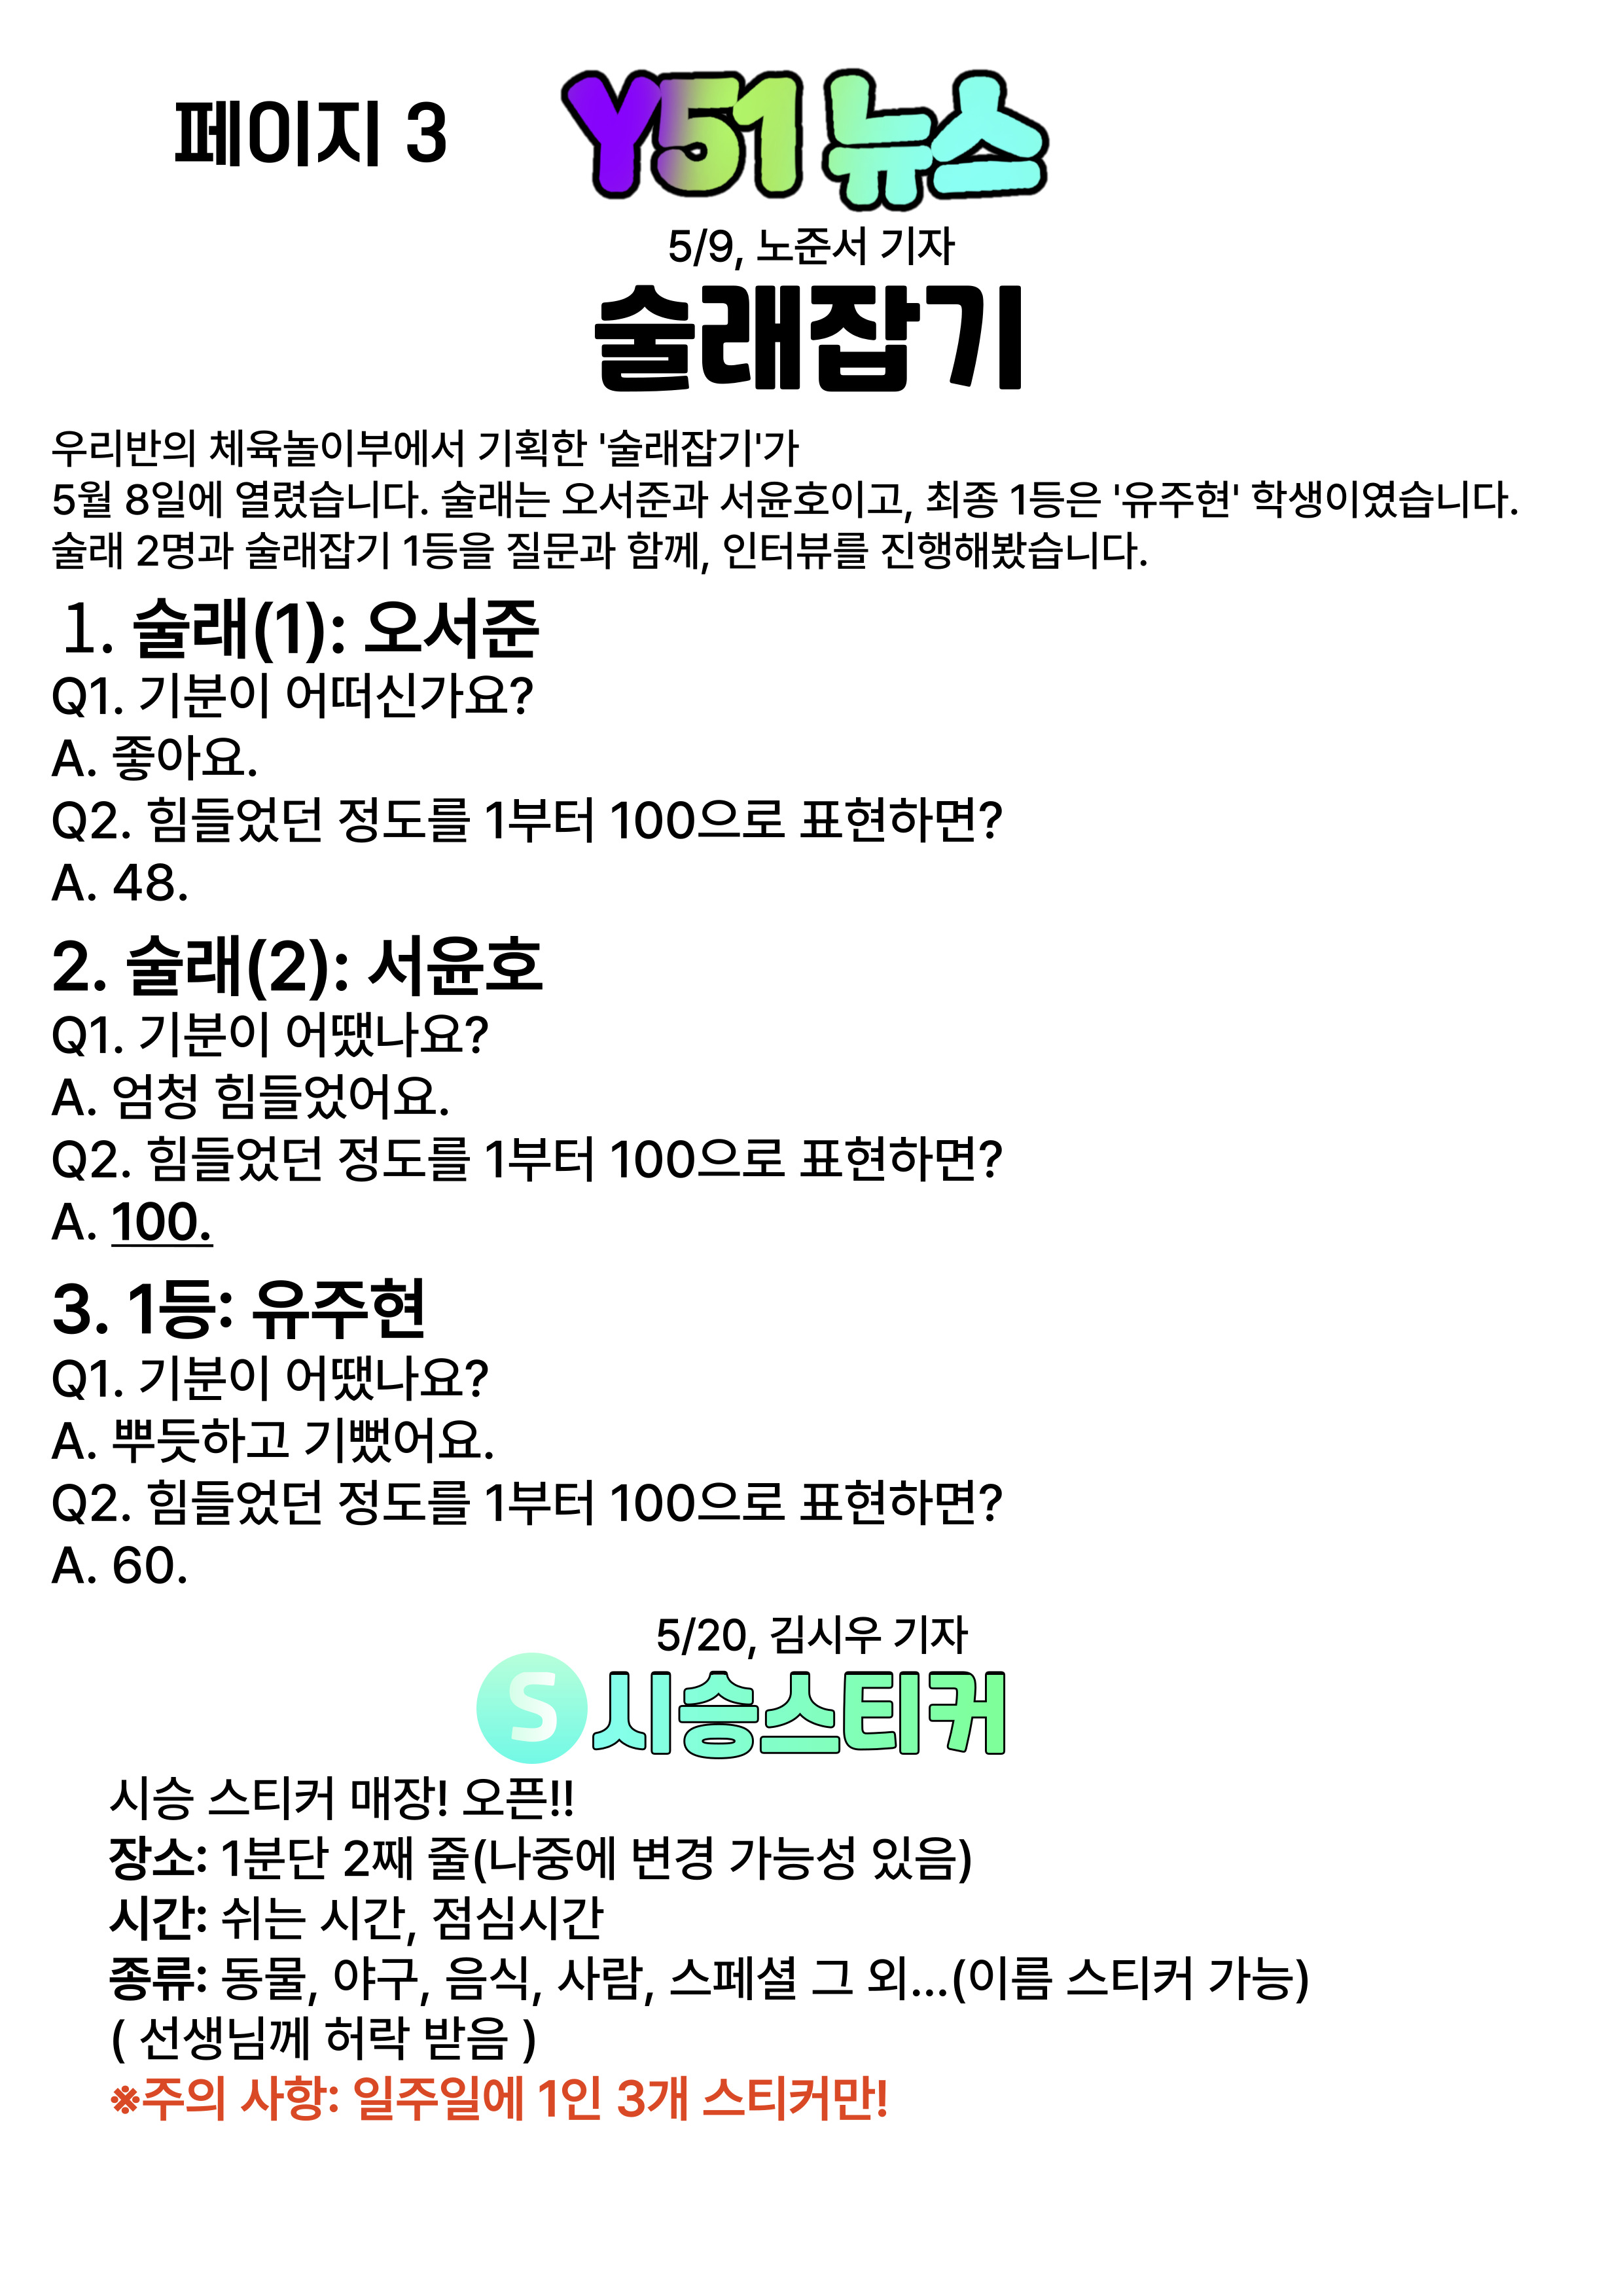 페이지 3
Y51 뉴스
5/9, 노준서 기자
술래잡기
우리반의 체육놀이부에서 기획한 '술래잡기'가
5월 8일에 열렸습니다. 술래는 오서준과 서윤호이고, 최종 1등은 '유주현' 학생이였습니다.
술래 2명과 술래잡기 1등을 질문과 함께, 인터뷰를 진행해봤습니다.
1. 술래(1): 오서준
Q1. 기분이 어떠신가요?
A. 좋아요.
Q2. 힘들었던 정도를 1부터 100으로 표현하면?
A. 48.
2. 술래(2): 서윤호
Q1. 기분이 어땠나요?
A. 엄청 힘들었어요.
Q2. 힘들었던 정도를 1부터 100으로 표현하면?
A. 100.
3. 1등: 유주현
Q1. 기분이 어땠나요?
A. 뿌듯하고 기뻤어요.
Q2. 힘들었던 정도를 1부터 100으로 표현하면?
A. 60.
5/20, 김시우 기자
S 시승스티커
시승 스티커 매장! 오픈!!
장소: 1분단 2째 줄(나중에 변경 가능성 있음)
시간: 쉬는 시간, 점심시간
종류: 동물, 야구, 음식, 사람, 스페셜 그 외...(이름 스티커 가능)
( 선생님께 허락 받음 )
※주의 사항: 일주일에 1인 3개 스티커만!